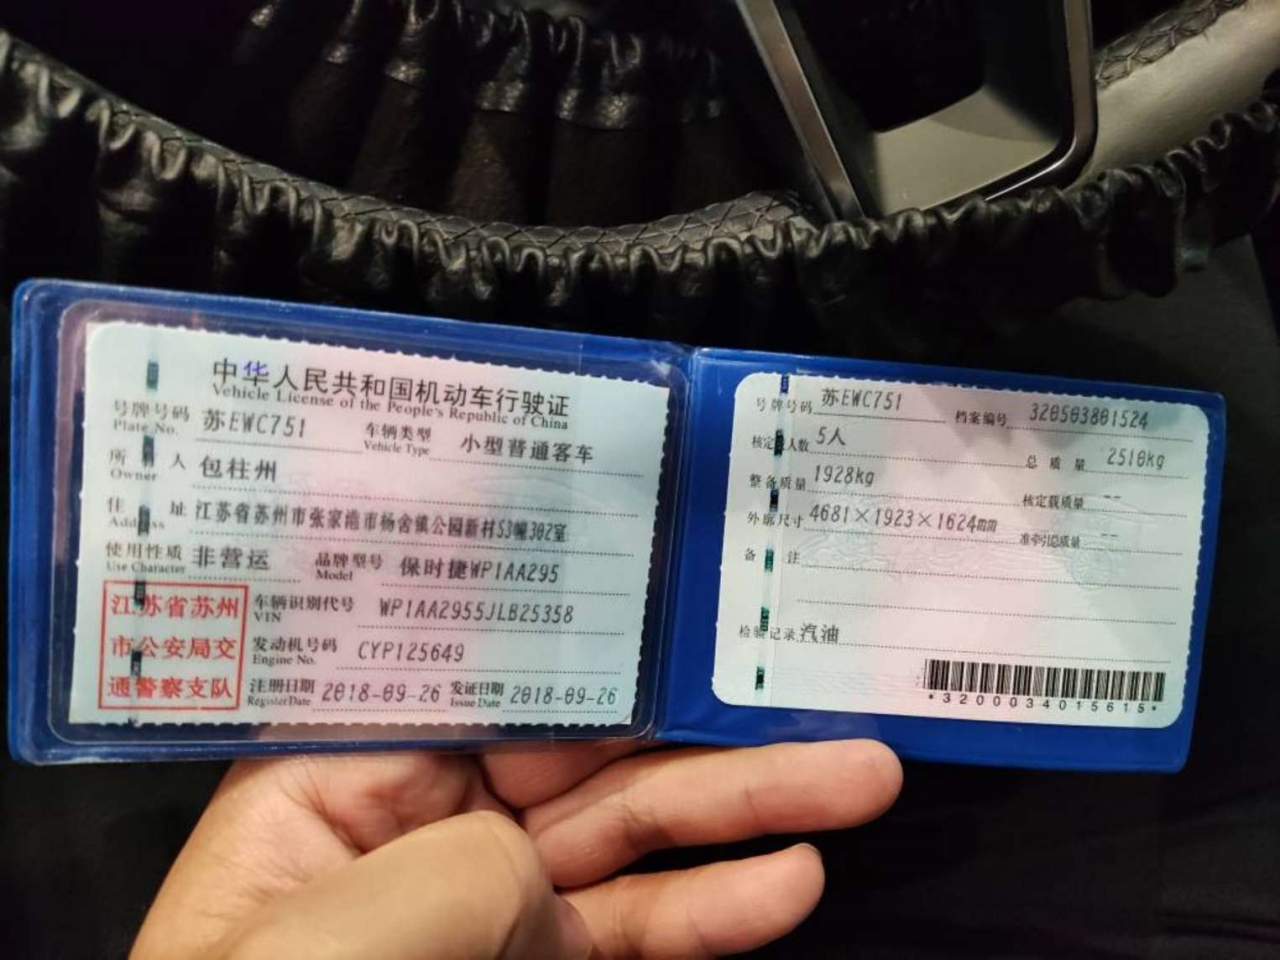 中华人民共和国机动车行驶证
Vehicle License of the People's Republic of China
号牌号码 苏EWC751 车辆类型 小型普通客车
Plate No. Vehicle Type
所 人 包柱州
Owner
住 址 江苏省苏州市张家港市杨舍镇公园新村53幢302室
Address
使用性质 非营运 品牌型号 保时捷WP1AA295
Use Character Model
江苏省苏州
市公安局交
通警察支队
车辆识别代号 WP1AA2955JLB25358
VIN
发动机号码 CYP125649
Engine No.
注册日期 2018-09-26 发证日期 2018-09-26
Register Date Issue Date
号牌号码 苏EWC751 档案编号 320503801524
核定 人数 5人 总质量 2510kg
整备质量 1928kg 核定载质量 --
外廓尺寸 4681×1923×1624mm 准牵引总质量 --
备 注
检验记录 汽油
*3200034015615*